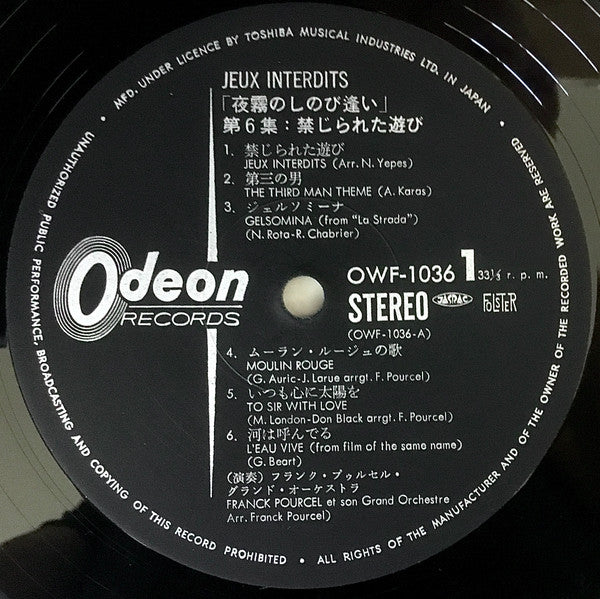 MFD. UNDER LICENCE BY TOSHIBA MUSICAL INDUSTRIES LTD. IN JAPAN •
ALL RIGHTS OF THE MANUFACTURER AND OF THE OWNER OF THE RECORDED WORK ARE RESERVED
UNAUTHORIZED PUBLIC PERFORMANCE, BROADCASTING AND COPYING OF THIS RECORD PROHIBITED •
JEUX INTERDITS
「夜霧のしのび逢い」
第6集:禁じられた遊び
1. 禁じられた遊び
JEUX INTERDITS (Arr. N. Yepes)
2. 第三の男
THE THIRD MAN THEME (A. Karas)
3. ジェルソミーナ
GELSOMINA (from "La Strada")
(N. Rota-R. Chabrier)
Odeon
RECORDS
OWF-1036 1 33⅓ r. p. m.
STEREO JASRAC POLSTER
(OWF-1036-A)
4. ムーラン・ルージュの歌
MOULIN ROUGE
(G. Auric-J. Larue arrgt. F. Pourcel)
5. いつも心に太陽を
TO SIR WITH LOVE
(M. London-Don Black arrgt. F. Pourcel)
6. 河は呼んでる
L'EAU VIVE (from film of the same name)
(G. Beart)
(演奏) フランク・プゥルセル・
グランド・オーケストラ
FRANCK POURCEL et son Grand Orchestre
Arr. Franck Pourcel)